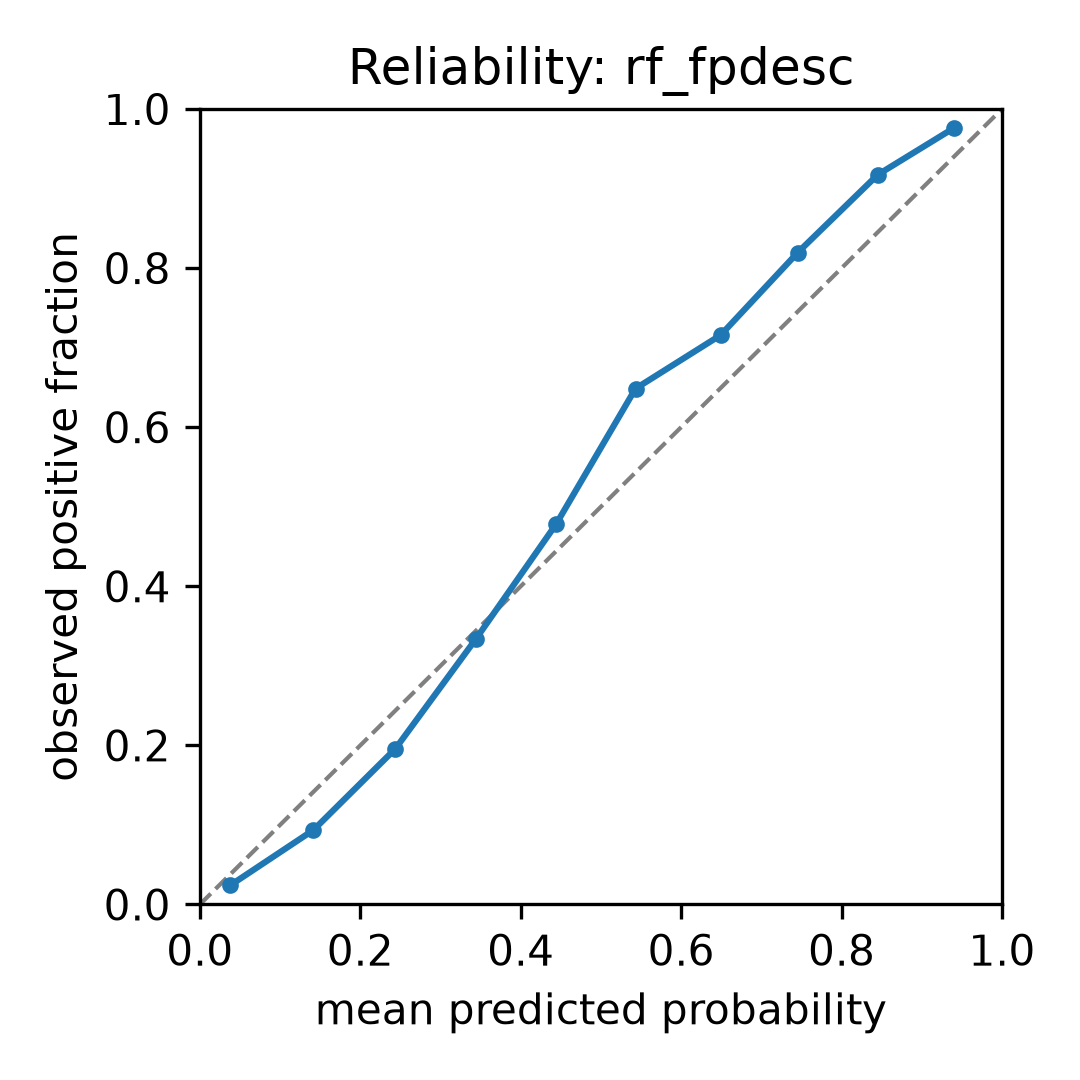 Reliability: rf_fpdesc
1.0
0.8
0.6
0.4
0.2
0.0
observed positive fraction
0.0 0.2 0.4 0.6 0.8 1.0
mean predicted probability